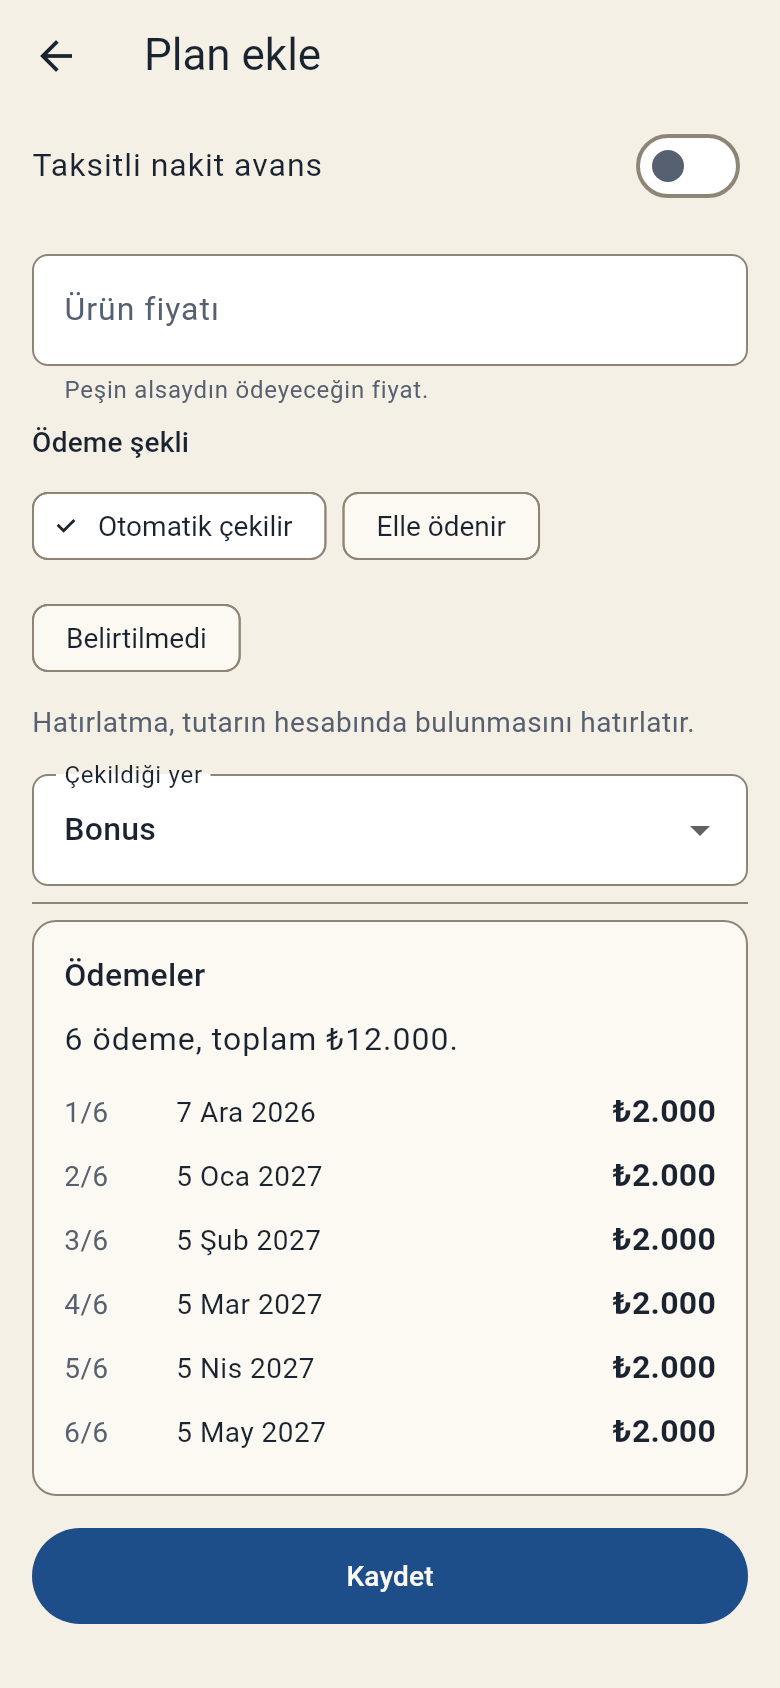 Plan ekle
Taksitli nakit avans
Ürün fiyatı
Peşin alsaydın ödeyeceğin fiyat.
Ödeme şekli
Otomatik çekilir
Elle ödenir
Belirtilmedi
Hatırlatma, tutarın hesabında bulunmasını hatırlatır.
Çekildiği yer
Bonus
Ödemeler
6 ödeme, toplam ₺12.000.
1/6 7 Ara 2026 ₺2.000
2/6 5 Oca 2027 ₺2.000
3/6 5 Şub 2027 ₺2.000
4/6 5 Mar 2027 ₺2.000
5/6 5 Nis 2027 ₺2.000
6/6 5 May 2027 ₺2.000
Kaydet